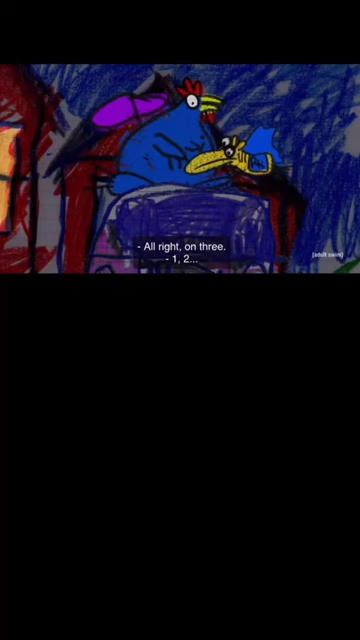 - All right, on three.
- 1, 2...
[adult swim]